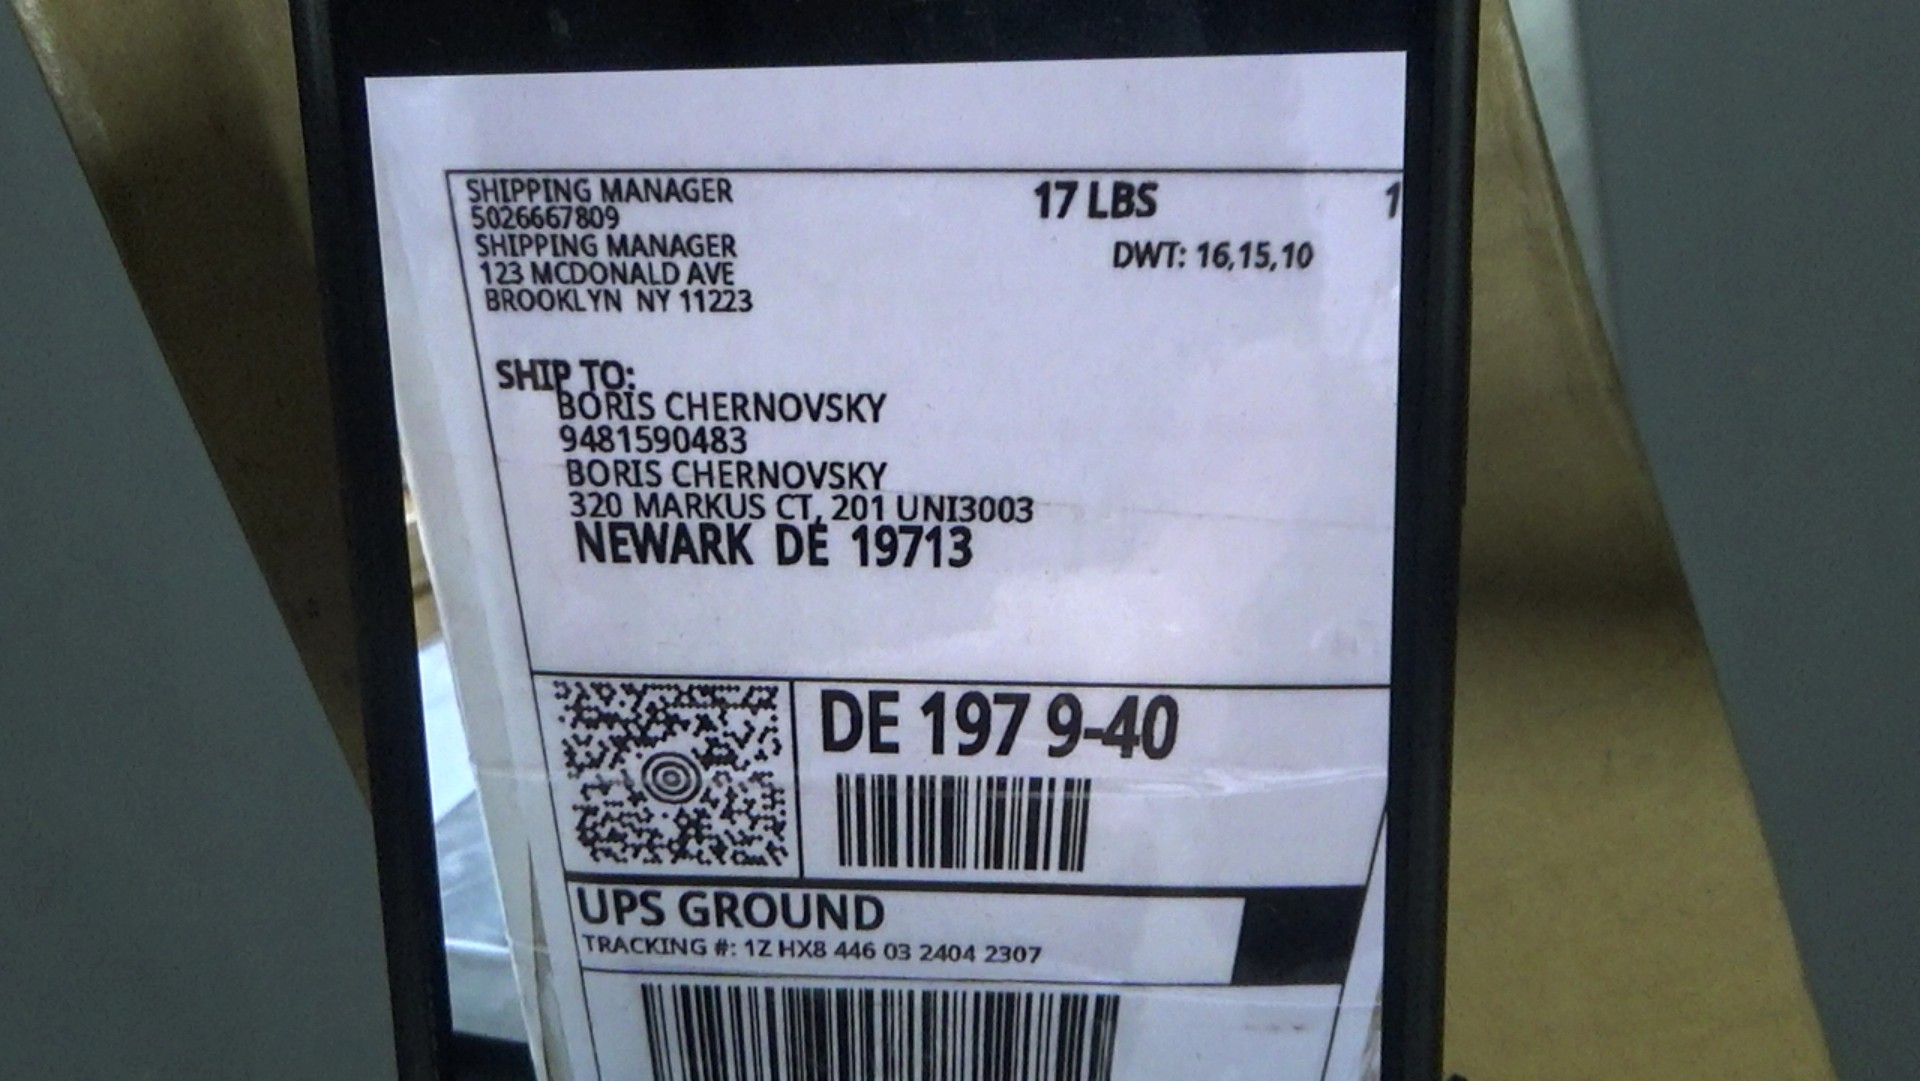 SHIPPING MANAGER
5026667809
SHIPPING MANAGER
123 MCDONALD AVE
BROOKLYN NY 11223
17 LBS
1
DWT: 16,15,10
SHIP TO:
BORIS CHERNOVSKY
9481590483
BORIS CHERNOVSKY
320 MARKUS CT, 201 UNI3003
NEWARK DE 19713
DE 197 9-40
UPS GROUND
TRACKING #: 1Z HX8 446 03 2404 2307